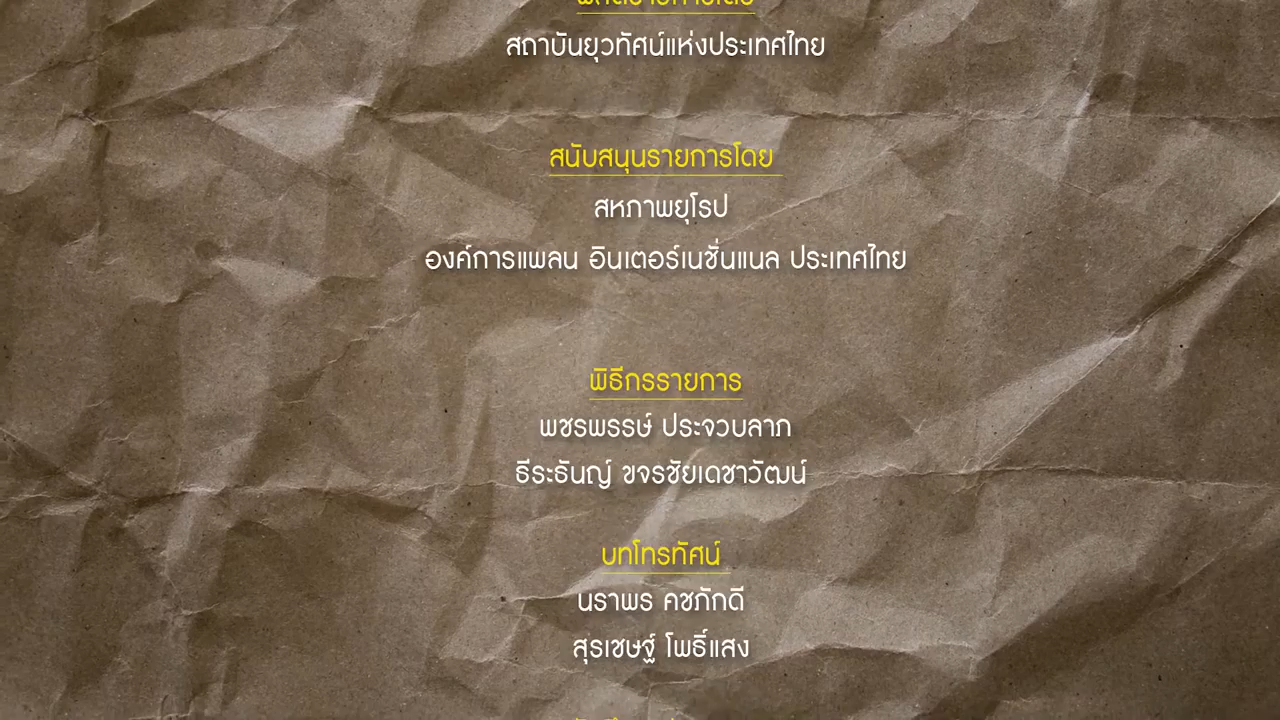 สถาบันยุวทัศน์แห่งประเทศไทย
สนับสนุนรายการโดย
สหภาพยุโรป
องค์การแพลน อินเตอร์เนชั่นแนล ประเทศไทย
พิธีกรรายการ
พชรพรรษ์ ประจวบลาภ
ธีระธันญ์ ขจรชัยเดชาวัฒน์
บทโทรทัศน์
นราพร คชภักดี
สุรเชษฐ์ โพธิ์แสง